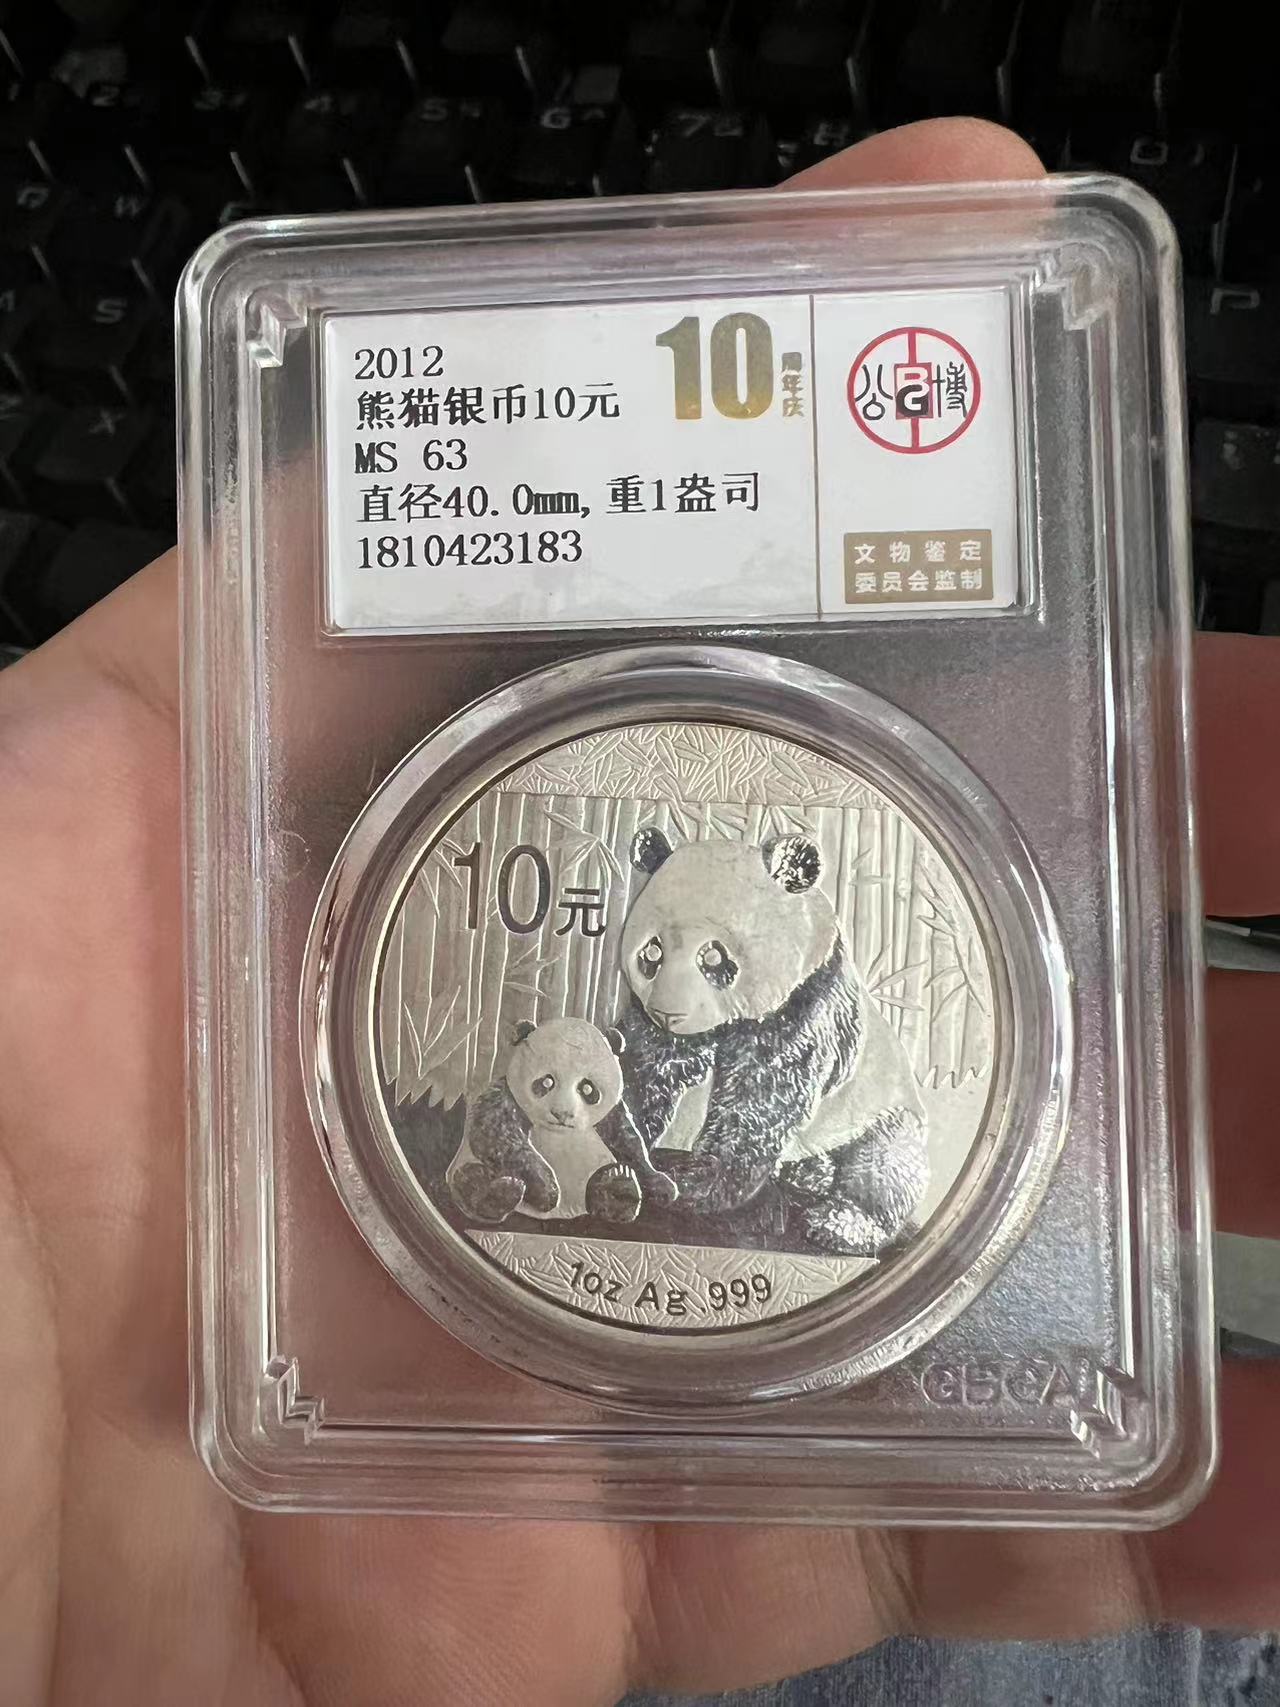 2012
熊猫银币10元
MS 63
直径40.0mm,重1盎司
1810423183
10周年庆
公博
文物鉴定
委员会监制
10元
1oz Ag .999
GBCA